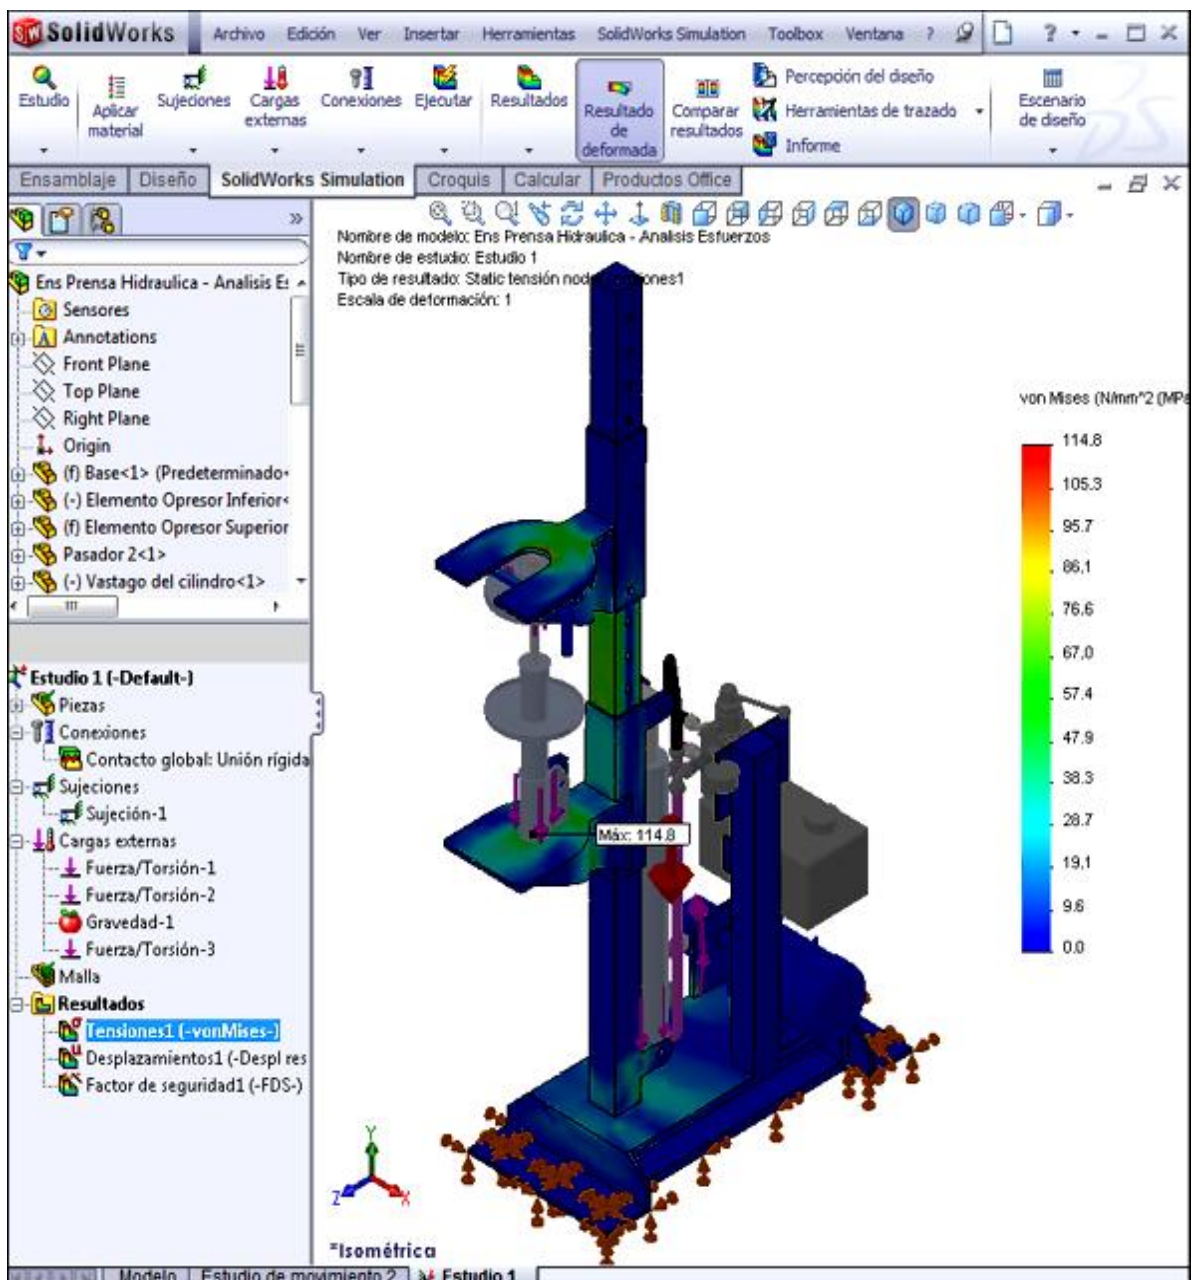 SolidWorks
Archivo Edición Ver Insertar Herramientas SolidWorks Simulation Toolbox Ventana ?
?
Estudio
Aplicar
material
Sujeciones
Cargas
externas
Conexiones
Ejecutar
Resultados
Resultado
de
deformada
Comparar
resultados
Percepción del diseño
Herramientas de trazado
Informe
Escenario
de diseño
Ensamblaje Diseño SolidWorks Simulation Croquis Calcular Productos Office
Nombre de modelo: Ens Prensa Hidraulica - Analisis Esfuerzos
Nombre de estudio: Estudio 1
Tipo de resultado: Static tensión nod ones1
Escala de deformación: 1
Ens Prensa Hidraulica - Analisis E
Sensores
Annotations
Front Plane
Top Plane
Right Plane
Origin
(f) Base<1> (Predeterminado<
(-) Elemento Opresor Inferior<
(f) Elemento Opresor Superior
Pasador 2<1>
(-) Vastago del cilindro<1>
Estudio 1 (-Default-)
Piezas
Conexiones
Contacto global: Unión rígida
Sujeciones
Sujeción-1
Cargas externas
Fuerza/Torsión-1
Fuerza/Torsión-2
Gravedad-1
Fuerza/Torsión-3
Malla
Resultados
Tensiones1 (-vonMises-)
Desplazamientos1 (-Despl res
Factor de seguridad1 (-FDS-)
Máx: 114.8
von Mises (N/mm^2 (MPa
114.8
105.3
95.7
86.1
76.6
67.0
57.4
47.9
38.3
28.7
19.1
9.6
0.0
Y
Z
X
*Isométrica
Modelo Estudio de movimiento 2 Estudio 1